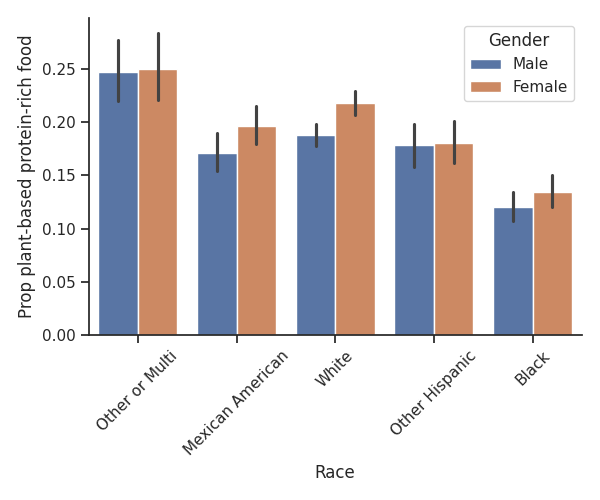 Prop plant-based protein-rich food
0.25
0.20
0.15
0.10
0.05
0.00
Gender
Male
Female
Other or Multi
Mexican American
White
Other Hispanic
Black
Race